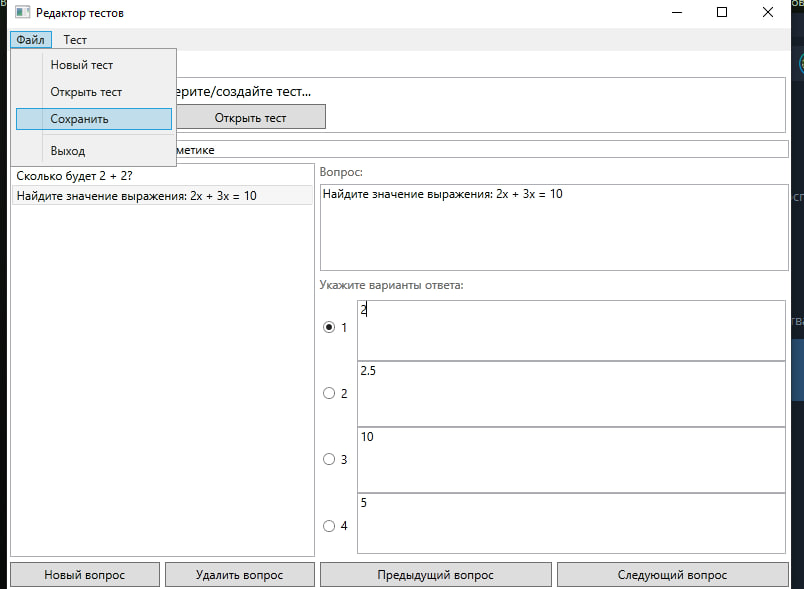 Редактор тестов
Файл Тест
Новый тест
Открыть тест
Сохранить
Выход
ерите/создайте тест...
Открыть тест
метике
Сколько будет 2 + 2?
Найдите значение выражения: 2x + 3x = 10
Вопрос:
Найдите значение выражения: 2x + 3x = 10
Укажите варианты ответа:
1 2
2 2.5
3 10
4 5
Новый вопрос Удалить вопрос Предыдущий вопрос Следующий вопрос